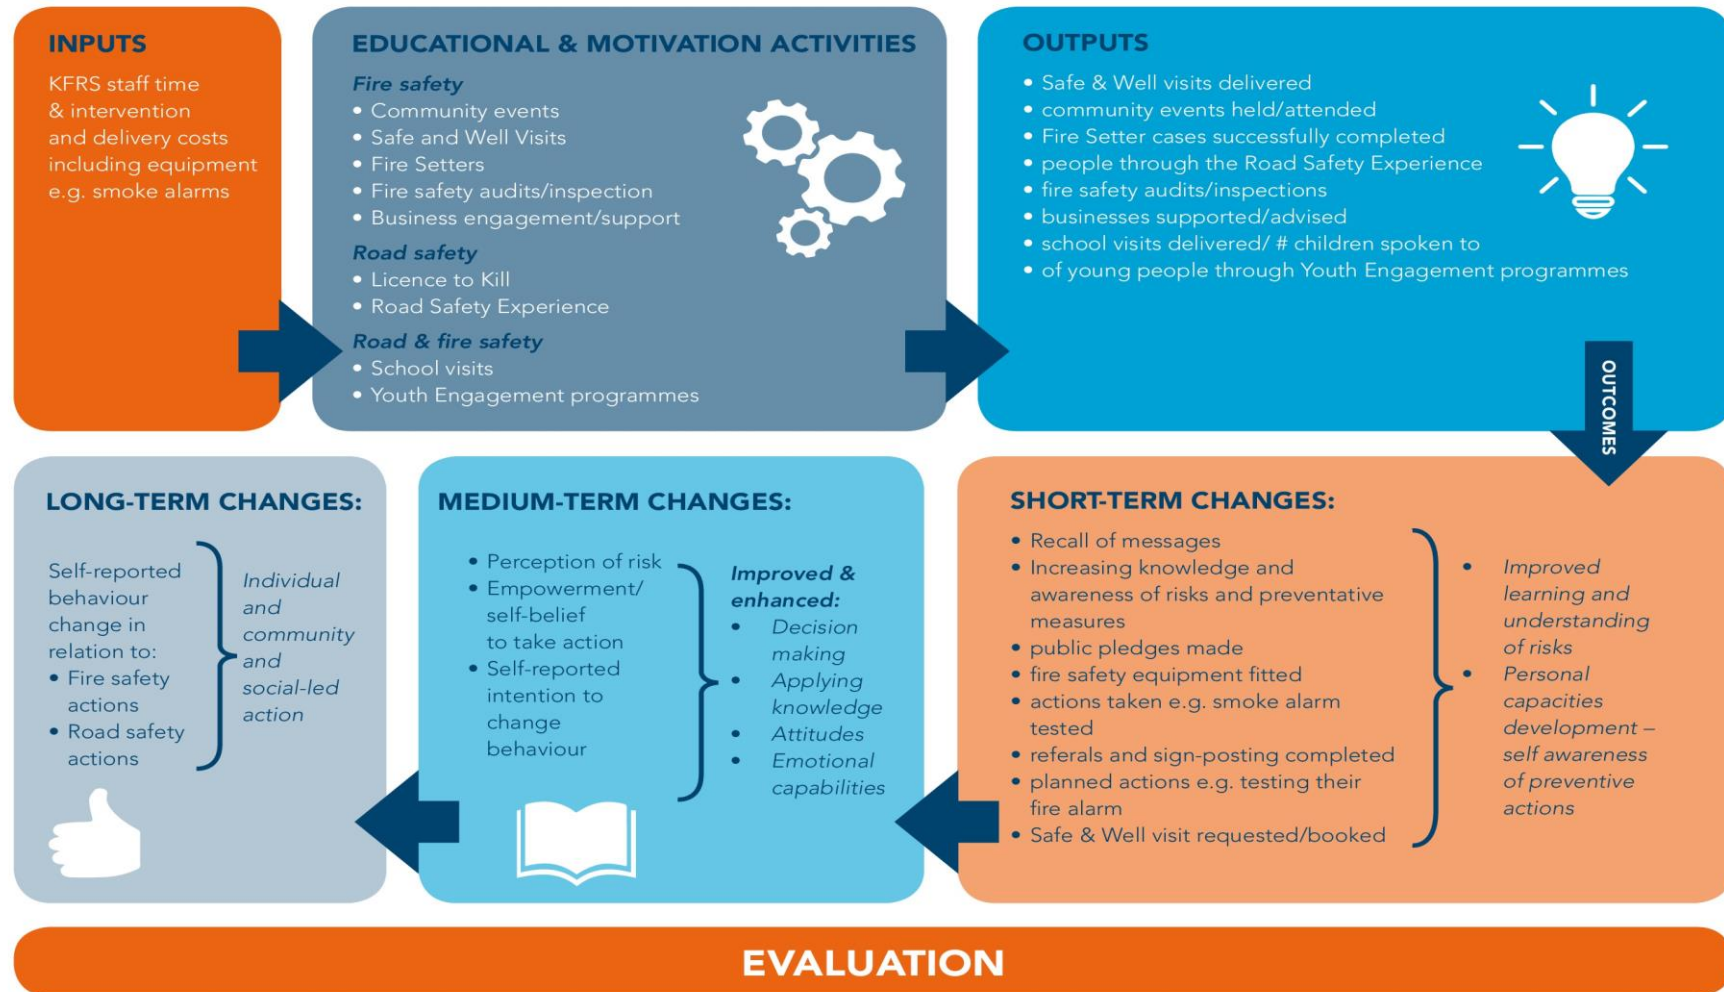 INPUTS
KFRS staff time
& intervention
and delivery costs
including equipment
e.g. smoke alarms
EDUCATIONAL & MOTIVATION ACTIVITIES
Fire safety
• Community events
• Safe and Well Visits
• Fire Setters
• Fire safety audits/inspection
• Business engagement/support
Road safety
• Licence to Kill
• Road Safety Experience
Road & fire safety
• School visits
• Youth Engagement programmes
OUTPUTS
• Safe & Well visits delivered
• community events held/attended
• Fire Setter cases successfully completed
• people through the Road Safety Experience
• fire safety audits/inspections
• businesses supported/advised
• school visits delivered/ # children spoken to
• of young people through Youth Engagement programmes
OUTCOMES
SHORT-TERM CHANGES:
• Recall of messages
• Increasing knowledge and
awareness of risks and preventative
measures
• public pledges made
• fire safety equipment fitted
• actions taken e.g. smoke alarm
tested
• referals and sign-posting completed
• planned actions e.g. testing their
fire alarm
• Safe & Well visit requested/booked
• Improved
learning and
understanding
of risks
• Personal
capacities
development –
self awareness
of preventive
actions
MEDIUM-TERM CHANGES:
• Perception of risk
• Empowerment/
self-belief
to take action
• Self-reported
intention to
change
behaviour
Improved &
enhanced:
• Decision
making
• Applying
knowledge
• Attitudes
• Emotional
capabilities
LONG-TERM CHANGES:
Self-reported
behaviour
change in
relation to:
• Fire safety
actions
• Road safety
actions
Individual
and
community
and
social-led
action
EVALUATION